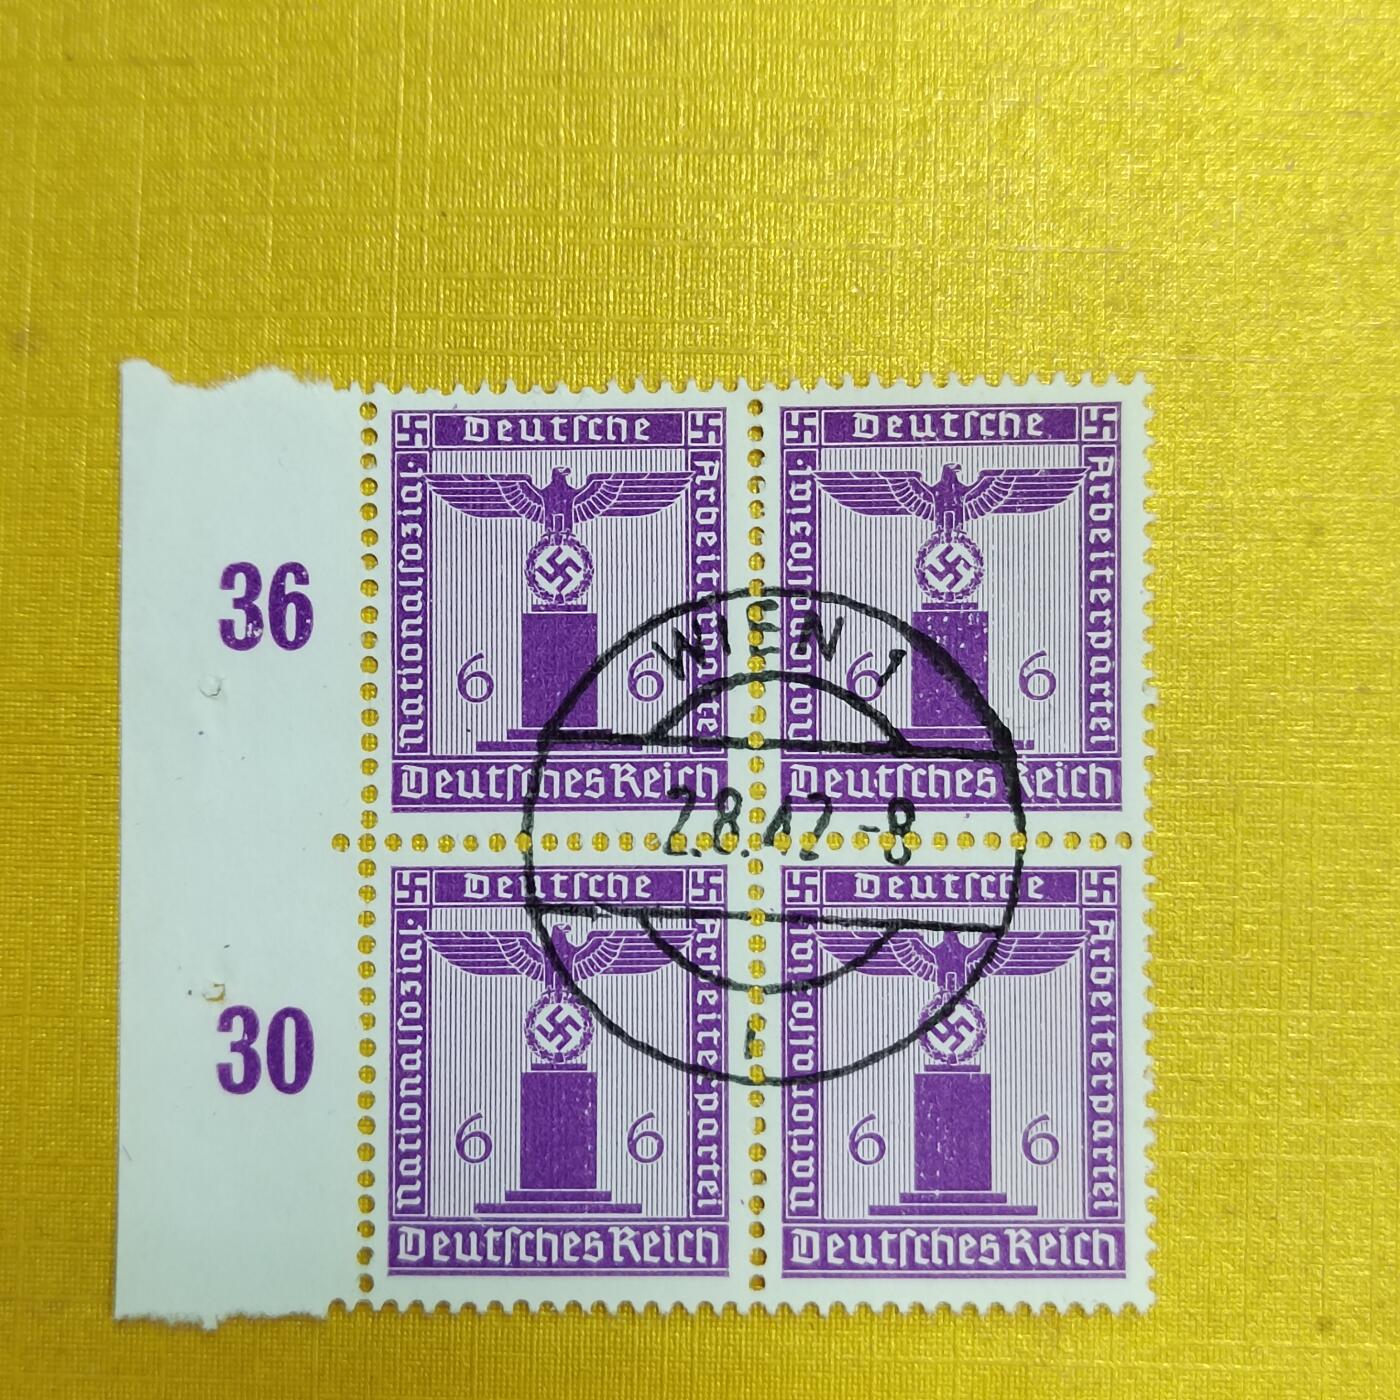 36
Deutsche
Nationalsozial.
Arbeiterpartei
6 6
Deutsches Reich
Deutsche
Nationalsozial.
Arbeiterpartei
6 6
Deutsches Reich
WIEN 1
2.8.42-8
30
Deutsche
Nationalsozial.
Arbeiterpartei
6 6
Deutsches Reich
Deutsche
Nationalsozial.
Arbeiterpartei
6 6
Deutsches Reich